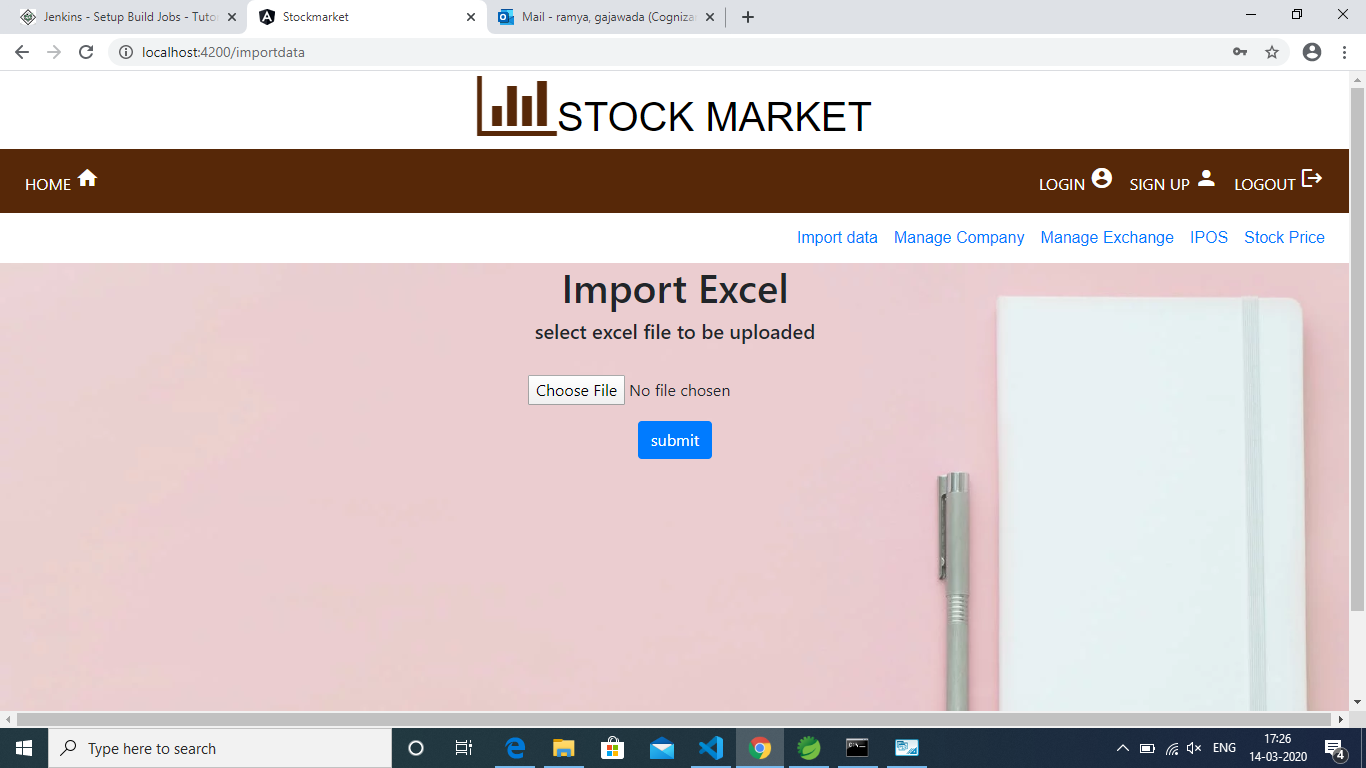 Jenkins - Setup Build Jobs - Tutor
Stockmarket
Mail - ramya, gajawada (Cognizan
localhost:4200/importdata
STOCK MARKET
HOME LOGIN SIGN UP LOGOUT
Import data Manage Company Manage Exchange IPOS Stock Price
Import Excel
select excel file to be uploaded
Choose File No file chosen
submit
Type here to search
ENG
17:26
14-03-2020
4